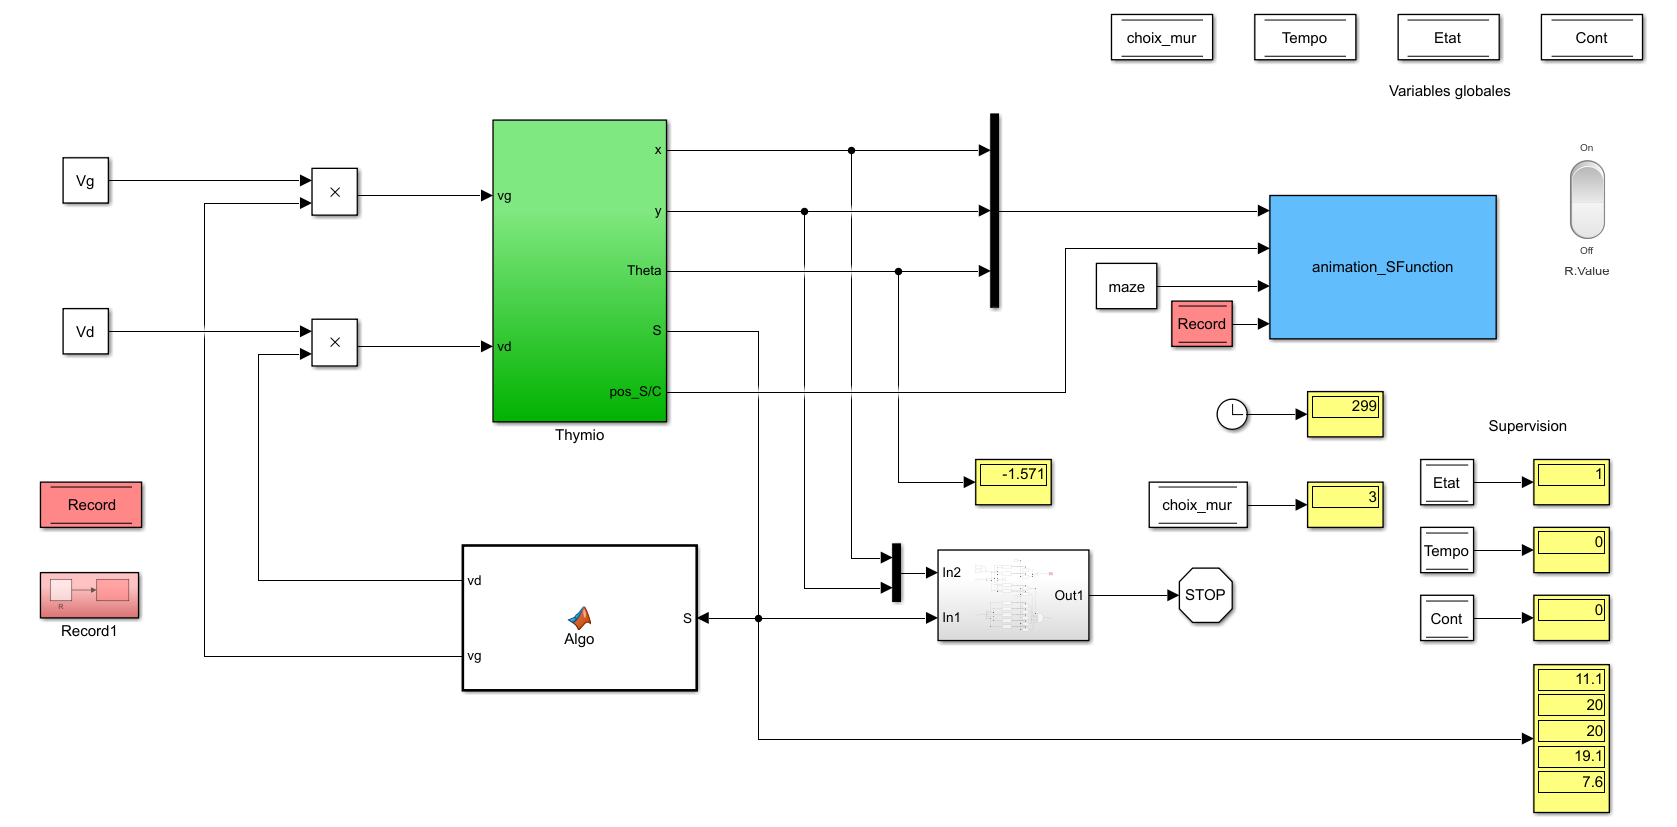 choix_mur
Tempo
Etat
Cont
Variables globales
On
Off
R:Value
Vg
×
vg
x
y
Theta
S
pos_S/C
vd
Thymio
Vd
×
maze
Record
animation_SFunction
299
Supervision
-1.571
choix_mur
3
Etat
1
Tempo
0
Cont
0
Record
R
Record1
vd
vg
S
Algo
In2
In1
Out1
STOP
11.1
20
20
19.1
7.6